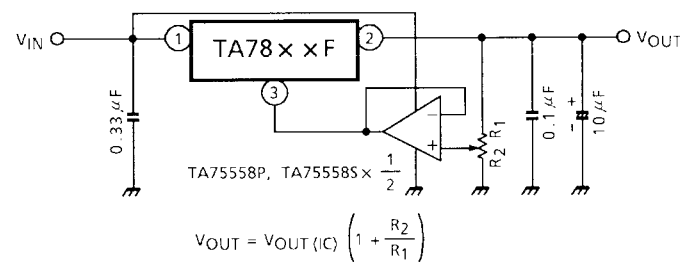 VIN
1
TA78××F
2
VOUT
3
0.33μF
−
+
R1
R2
0.1μF
+
−
10μF
TA75558P, TA75558S× 1/2
VOUT = VOUT (IC) (1 + R2/R1)